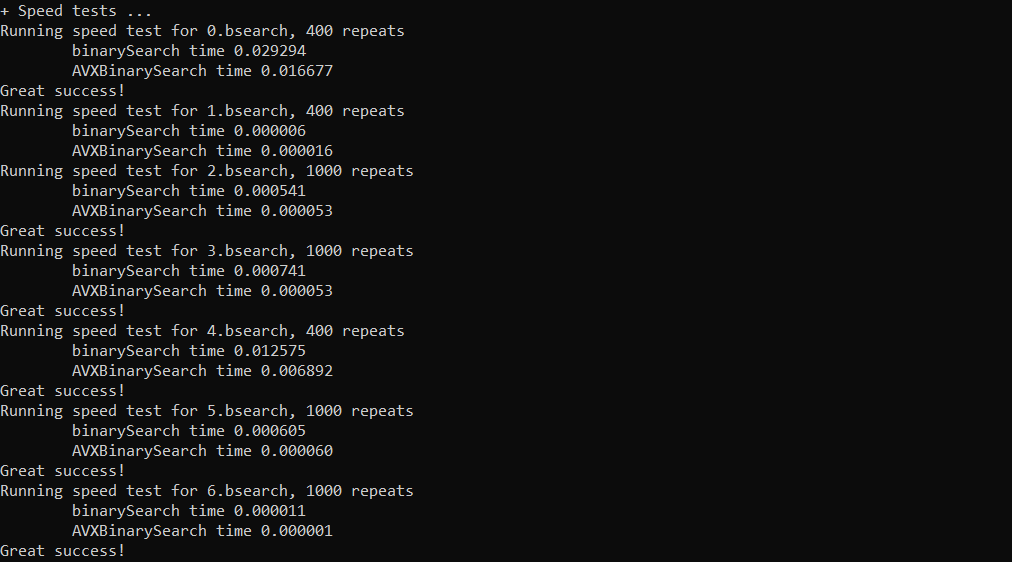 + Speed tests ...
Running speed test for 0.bsearch, 400 repeats
        binarySearch time 0.029294
        AVXBinarySearch time 0.016677
Great success!
Running speed test for 1.bsearch, 400 repeats
        binarySearch time 0.000006
        AVXBinarySearch time 0.000016
Running speed test for 2.bsearch, 1000 repeats
        binarySearch time 0.000541
        AVXBinarySearch time 0.000053
Great success!
Running speed test for 3.bsearch, 1000 repeats
        binarySearch time 0.000741
        AVXBinarySearch time 0.000053
Great success!
Running speed test for 4.bsearch, 400 repeats
        binarySearch time 0.012575
        AVXBinarySearch time 0.006892
Great success!
Running speed test for 5.bsearch, 1000 repeats
        binarySearch time 0.000605
        AVXBinarySearch time 0.000060
Great success!
Running speed test for 6.bsearch, 1000 repeats
        binarySearch time 0.000011
        AVXBinarySearch time 0.000001
Great success!